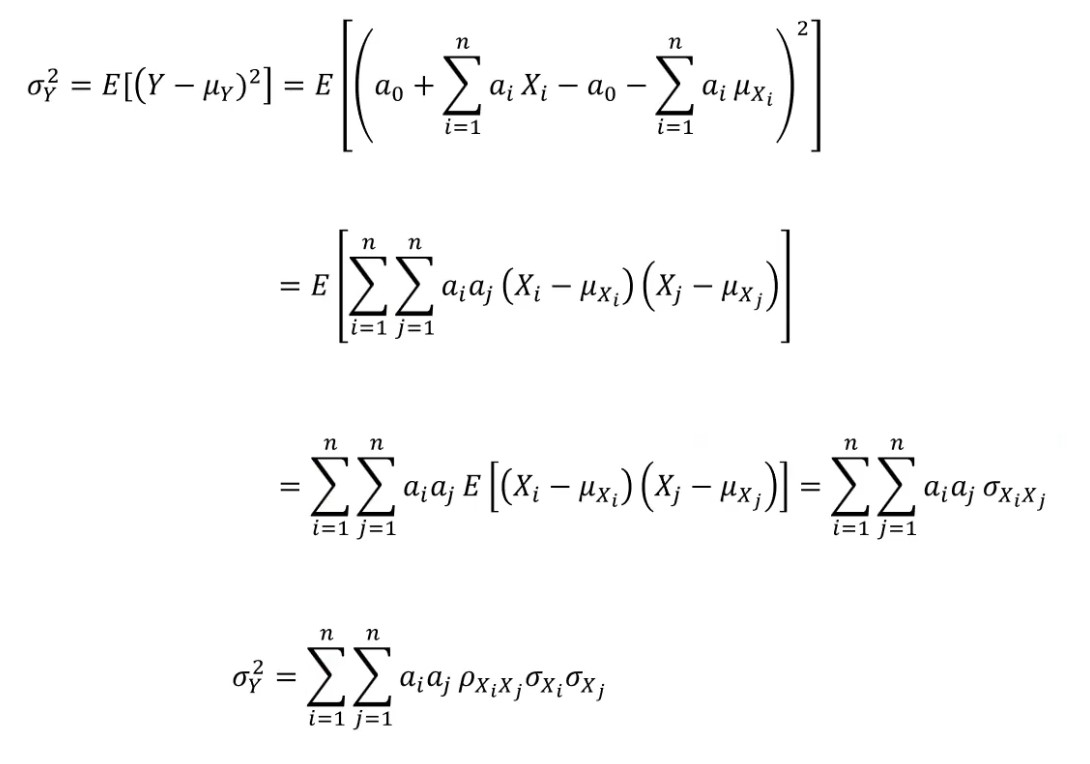 σ_Y^2 = E[(Y − μ_Y)^2] = E[(a_0 + ∑_{i=1}^{n} a_i X_i − a_0 − ∑_{i=1}^{n} a_i μ_{X_i})^2]
= E[∑_{i=1}^{n} ∑_{j=1}^{n} a_i a_j (X_i − μ_{X_i})(X_j − μ_{X_j})]
= ∑_{i=1}^{n} ∑_{j=1}^{n} a_i a_j E[(X_i − μ_{X_i})(X_j − μ_{X_j})] = ∑_{i=1}^{n} ∑_{j=1}^{n} a_i a_j σ_{X_i X_j}
σ_Y^2 = ∑_{i=1}^{n} ∑_{j=1}^{n} a_i a_j ρ_{X_i X_j} σ_{X_i} σ_{X_j}